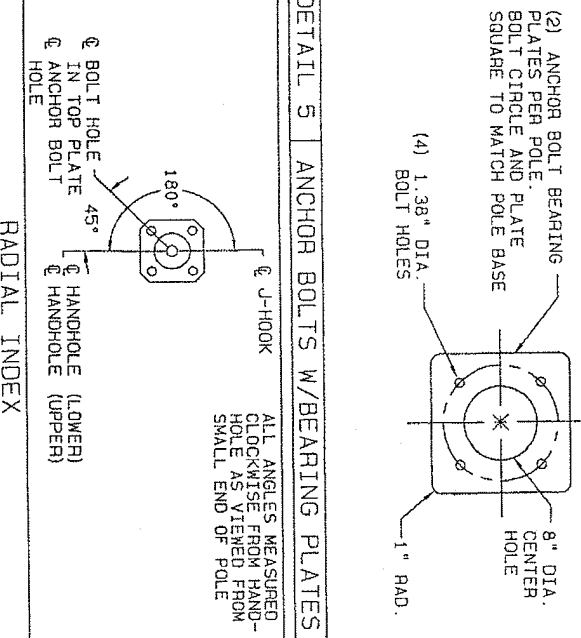 (2) ANCHOR BOLT BEARING
PLATES PER POLE.
BOLT CIRCLE AND PLATE
SQUARE TO MATCH POLE BASE
(4) 1.38" DIA.
BOLT HOLES
8" DIA.
CENTER
HOLE
1" RAD.
DETAIL 5 ANCHOR BOLTS W/BEARING PLATES
ALL ANGLES MEASURED
CLOCKWISE FROM HAND-
HOLE AS VIEWED FROM
SMALL END OF POLE
℄ J-HOOK
180°
45°
℄ BOLT HOLE
IN TOP PLATE
℄ ANCHOR BOLT
HOLE
℄ HANDHOLE (LOWER)
℄ HANDHOLE (UPPER)
RADIAL INDEX